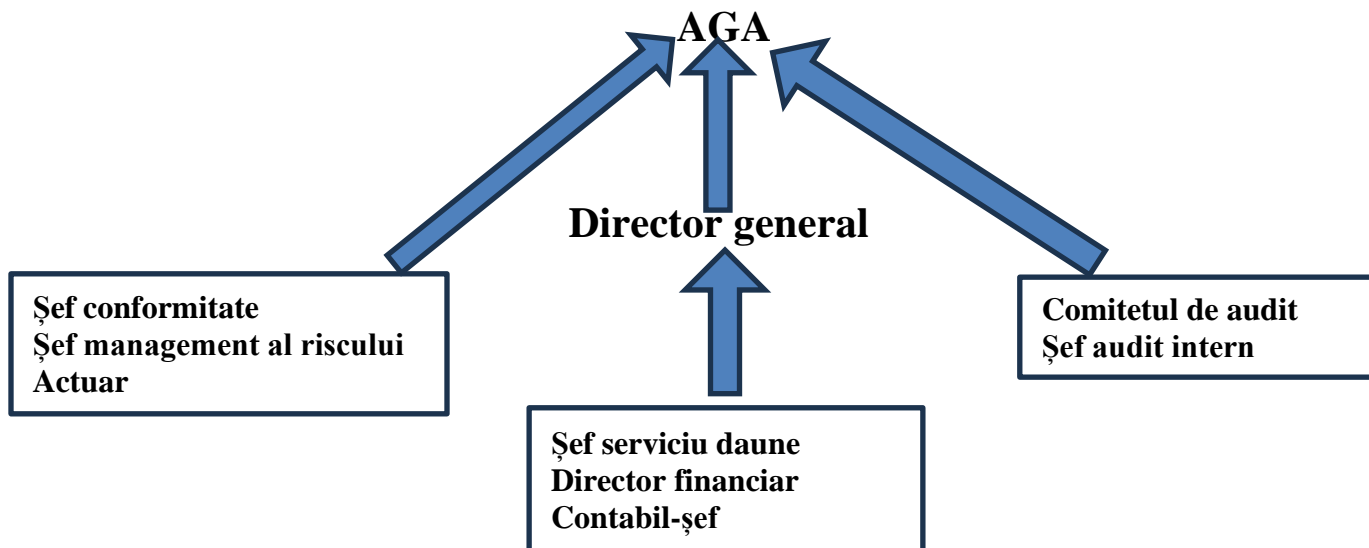 AGA
Director general
Șef conformitate
Șef management al riscului
Actuar
Comitetul de audit
Șef audit intern
Șef serviciu daune
Director financiar
Contabil-șef